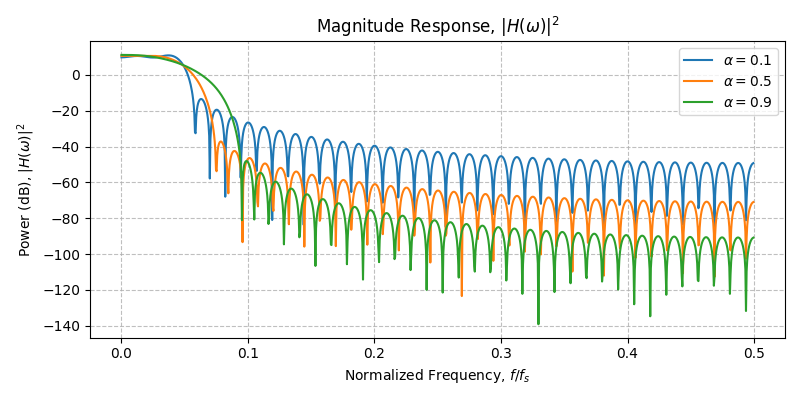 Magnitude Response, |H(ω)|²
α = 0.1
α = 0.5
α = 0.9
Power (dB), |H(ω)|²
0
−20
−40
−60
−80
−100
−120
−140
0.0 0.1 0.2 0.3 0.4 0.5
Normalized Frequency, f/fₛ